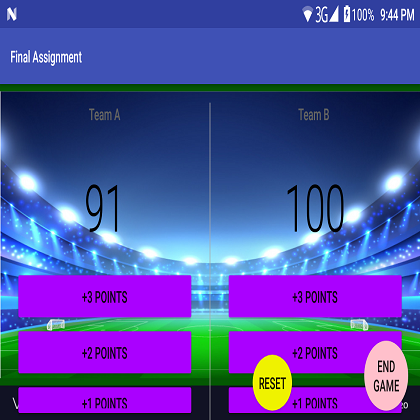 N 3G 100% 9:44 PM
Final Assignment
Team A Team B
91 100
+3 POINTS +3 POINTS
+2 POINTS +2 POINTS
+1 POINTS +1 POINTS
RESET
END
GAME